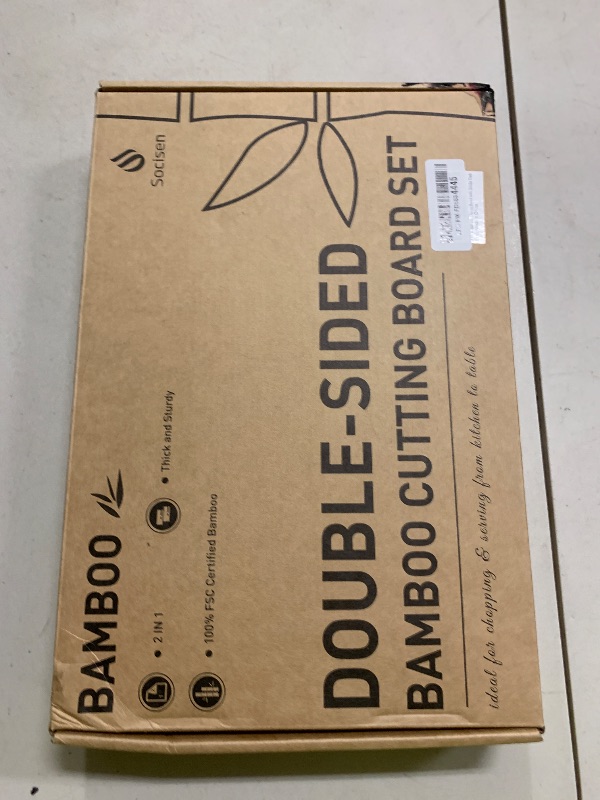 Socisen
BAMBOO
2 IN 1
Thick and Sturdy
100% FSC Certified Bamboo
DOUBLE-SIDED
BAMBOO CUTTING BOARD SET
ideal for chopping & serving from kitchen to table